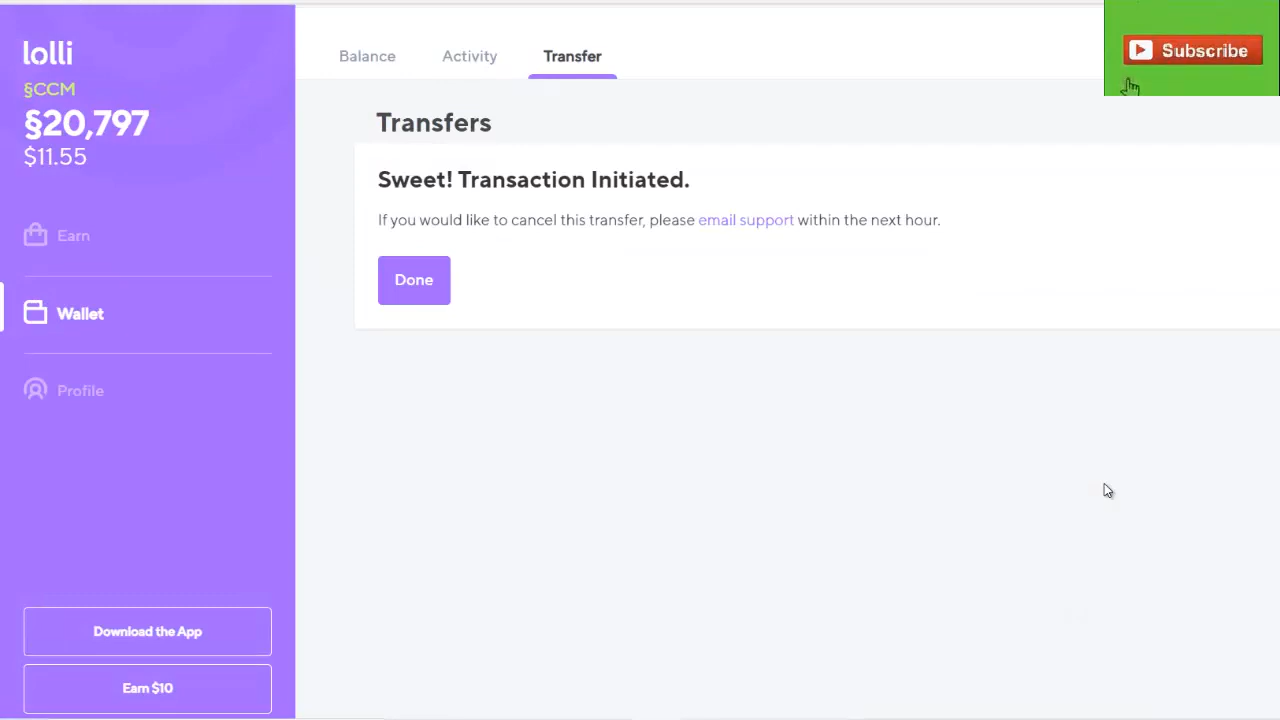 lolli
§CCM
§20,797
$11.55
Earn
Wallet
Profile
Download the App
Earn $10
Balance
Activity
Transfer
Subscribe
Transfers
Sweet! Transaction Initiated.
If you would like to cancel this transfer, please email support within the next hour.
Done